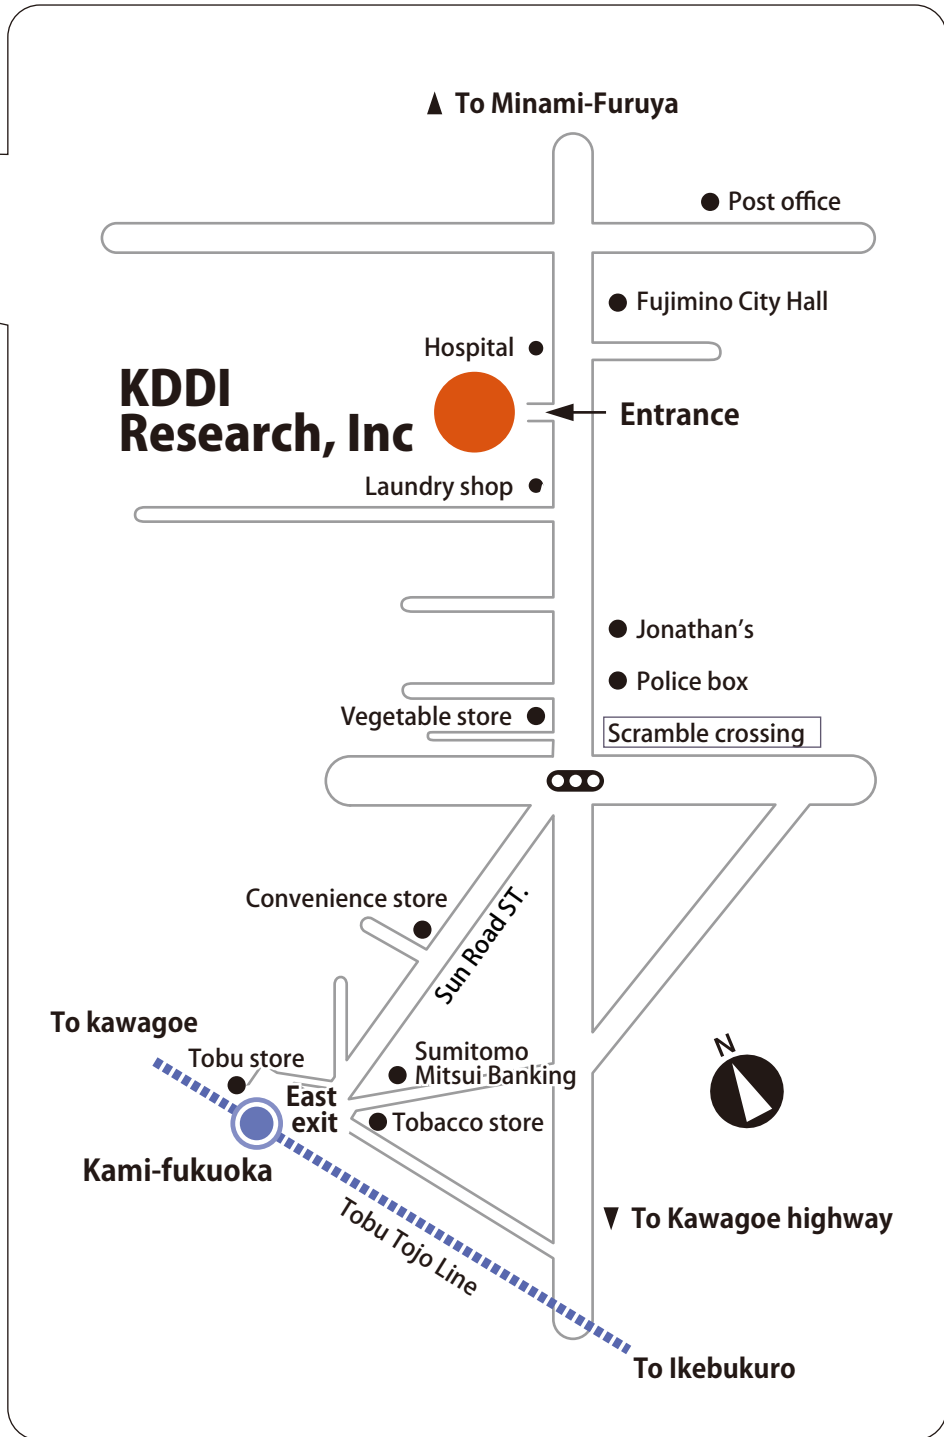 To Minami-Furuya
Post office
Fujimino City Hall
Hospital
KDDI
Research, Inc
Entrance
Laundry shop
Jonathan's
Police box
Vegetable store
Scramble crossing
Convenience store
Sun Road ST.
To kawagoe
N
Tobu store
Sumitomo
Mitsui Banking
East
exit
Tobacco store
Kami-fukuoka
Tobu Tojo Line
To Kawagoe highway
To Ikebukuro